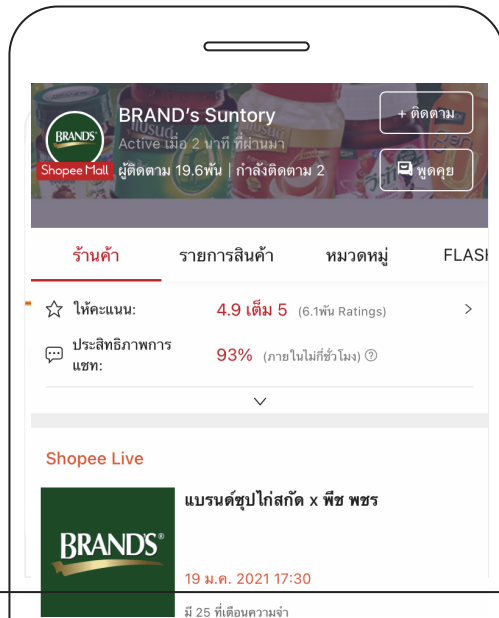 BRAND's Suntory
+ ติดตาม
BRAND'S®
Active เมื่อ 2 นาที ที่ผ่านมา
Shopee Mall
ผู้ติดตาม 19.6พัน | กำลังติดตาม 2
พูดคุย
ร้านค้า รายการสินค้า หมวดหมู่ FLASH
ให้คะแนน: 4.9 เต็ม 5 (6.1พัน Ratings)
ประสิทธิภาพการ
แชท: 93% (ภายในไม่กี่ชั่วโมง)
Shopee Live
แบรนด์ซุปไก่สกัด x พีช พชร
BRAND'S®
19 ม.ค. 2021 17:30
มี 25 ที่เตือนความจำ